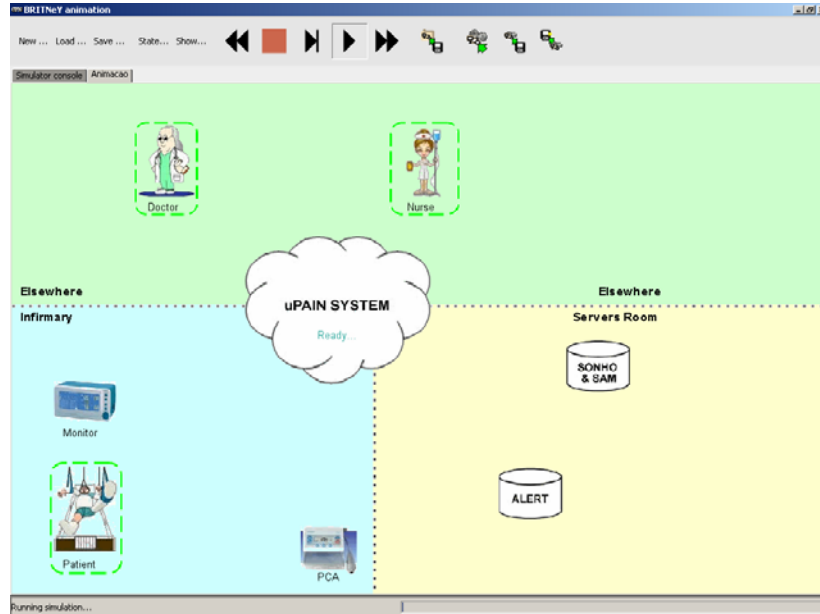 BRITNeY animation
New ... Load ... Save ... State... Show...
Simulator console Animacao
Doctor
Nurse
Elsewhere
Elsewhere
uPAIN SYSTEM
Ready...
Infirmary
Servers Room
SONHO
& SAM
Monitor
ALERT
Patient
PCA
Running simulation...